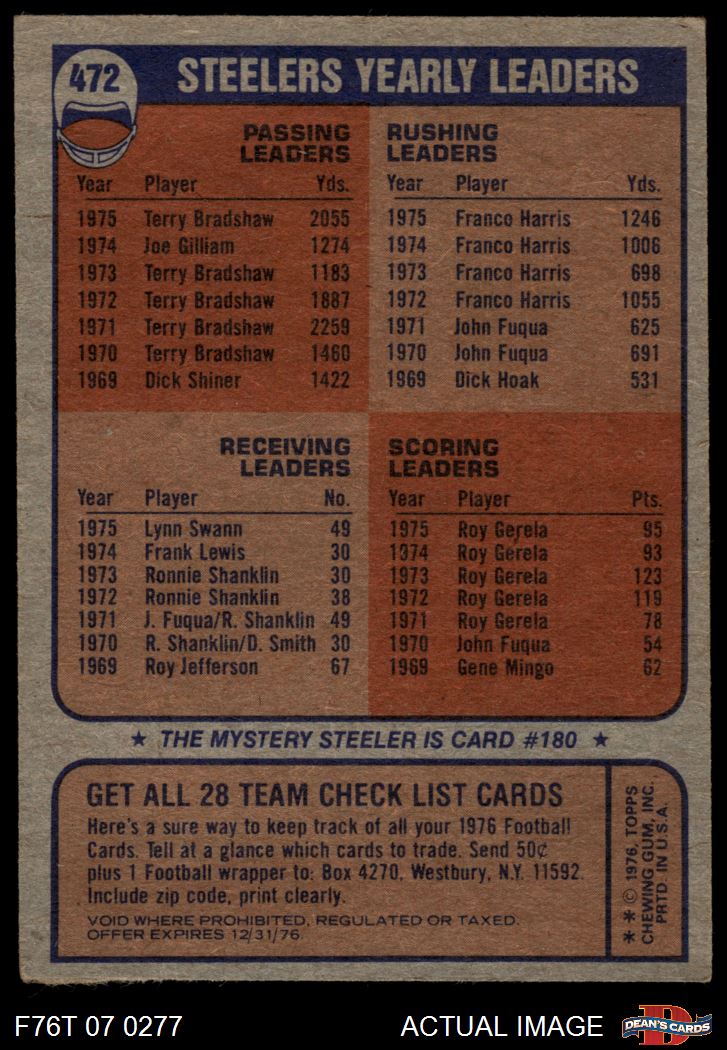 472
STEELERS YEARLY LEADERS
PASSING
LEADERS
Year Player Yds.
1975 Terry Bradshaw 2055
1974 Joe Gilliam 1274
1973 Terry Bradshaw 1183
1972 Terry Bradshaw 1887
1971 Terry Bradshaw 2259
1970 Terry Bradshaw 1460
1969 Dick Shiner 1422
RUSHING
LEADERS
Year Player Yds.
1975 Franco Harris 1246
1974 Franco Harris 1006
1973 Franco Harris 698
1972 Franco Harris 1055
1971 John Fuqua 625
1970 John Fuqua 691
1969 Dick Hoak 531
RECEIVING
LEADERS
Year Player No.
1975 Lynn Swann 49
1974 Frank Lewis 30
1973 Ronnie Shanklin 30
1972 Ronnie Shanklin 38
1971 J. Fuqua/R. Shanklin 49
1970 R. Shanklin/D. Smith 30
1969 Roy Jefferson 67
SCORING
LEADERS
Year Player Pts.
1975 Roy Gerela 95
1974 Roy Gerela 93
1973 Roy Gerela 123
1972 Roy Gerela 119
1971 Roy Gerela 78
1970 John Fuqua 54
1969 Gene Mingo 62
★ THE MYSTERY STEELER IS CARD #180 ★
GET ALL 28 TEAM CHECK LIST CARDS
Here's a sure way to keep track of all your 1976 Football
Cards. Tell at a glance which cards to trade. Send 50¢
plus 1 Football wrapper to: Box 4270, Westbury, N.Y. 11592.
Include zip code, print clearly.
VOID WHERE PROHIBITED, REGULATED OR TAXED.
OFFER EXPIRES 12/31/76.
** © 1976, TOPPS
CHEWING GUM, INC.
PRTD. IN U.S.A.
F76T 07 0277
ACTUAL IMAGE
D
DEAN'S CARDS